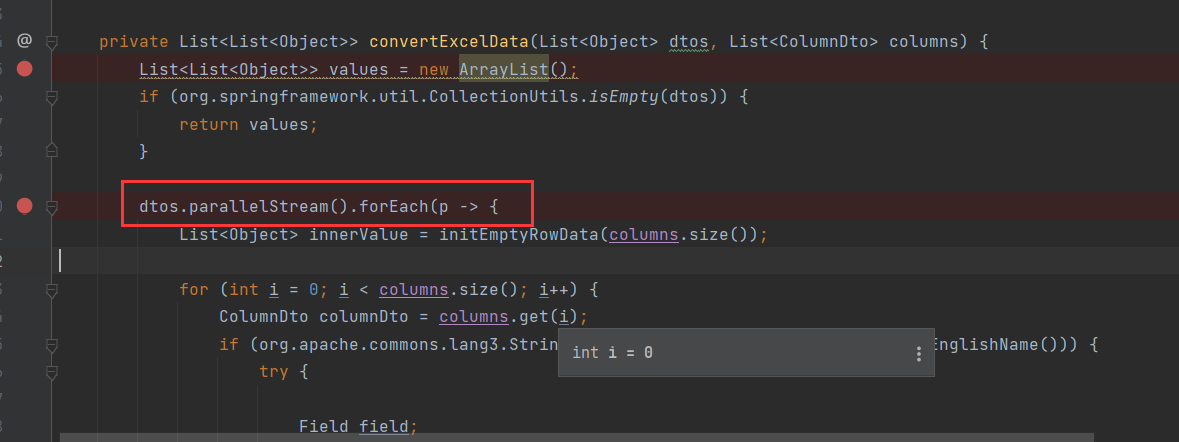 @
private List<List<Object>> convertExcelData(List<Object> dtos, List<ColumnDto> columns) {
List<List<Object>> values = new ArrayList();
if (org.springframework.util.CollectionUtils.isEmpty(dtos)) {
return values;
}
dtos.parallelStream().forEach(p -> {
List<Object> innerValue = initEmptyRowData(columns.size());
for (int i = 0; i < columns.size(); i++) {
ColumnDto columnDto = columns.get(i);
if (org.apache.commons.lang3.Strin EnglishName())) {
int i = 0
try {
Field field;